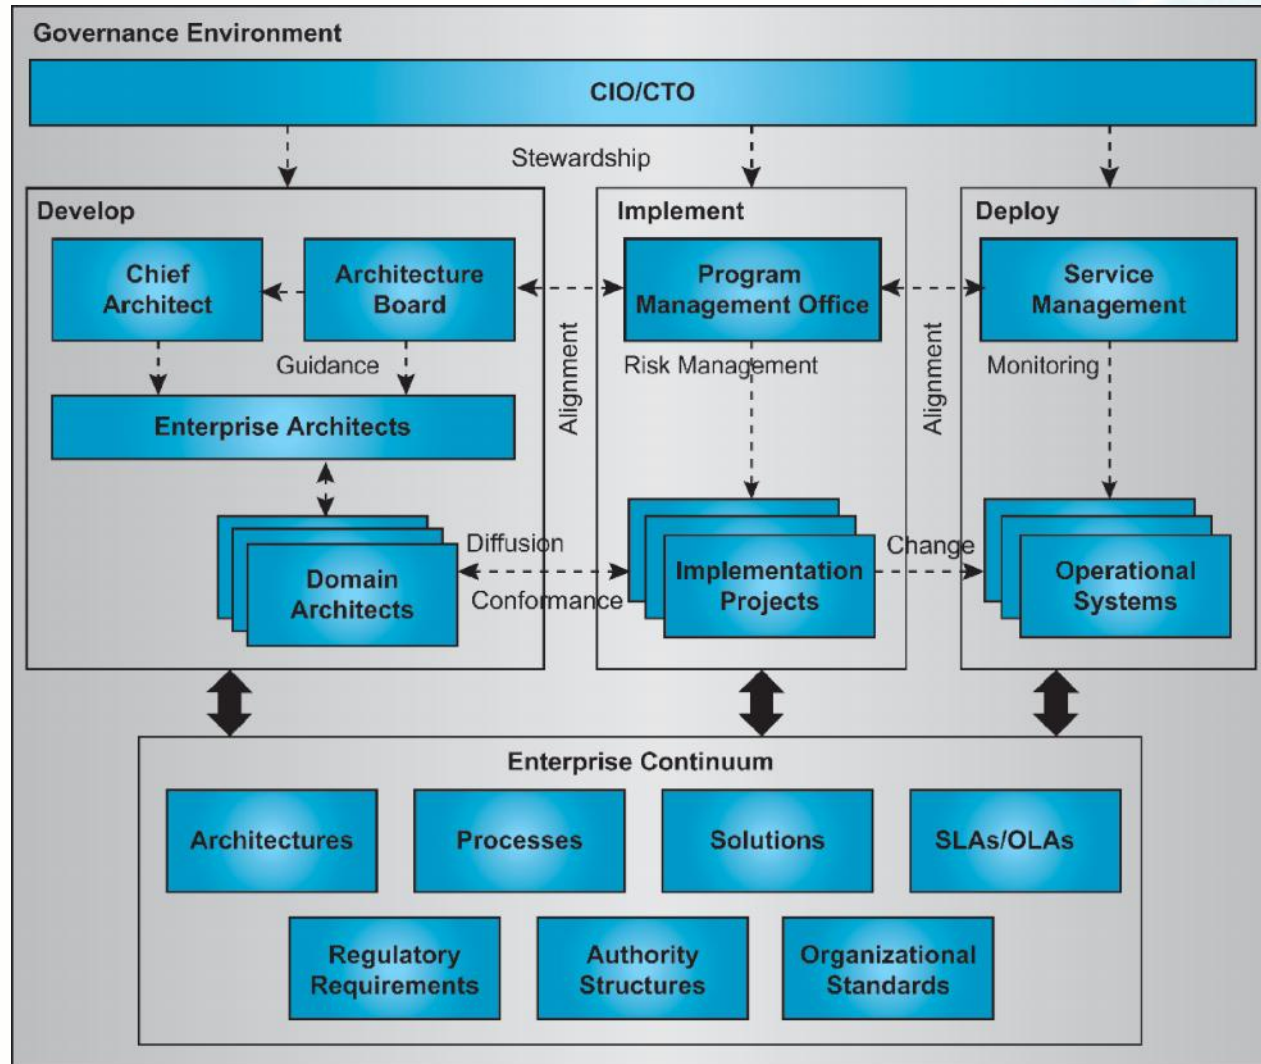 Governance Environment
CIO/CTO
Stewardship
Develop
Implement
Deploy
Chief
Architect
Architecture
Board
Program
Management Office
Service
Management
Guidance
Alignment
Risk Management
Alignment
Monitoring
Enterprise Architects
Diffusion
Conformance
Change
Domain
Architects
Implementation
Projects
Operational
Systems
Enterprise Continuum
Architectures
Processes
Solutions
SLAs/OLAs
Regulatory
Requirements
Authority
Structures
Organizational
Standards